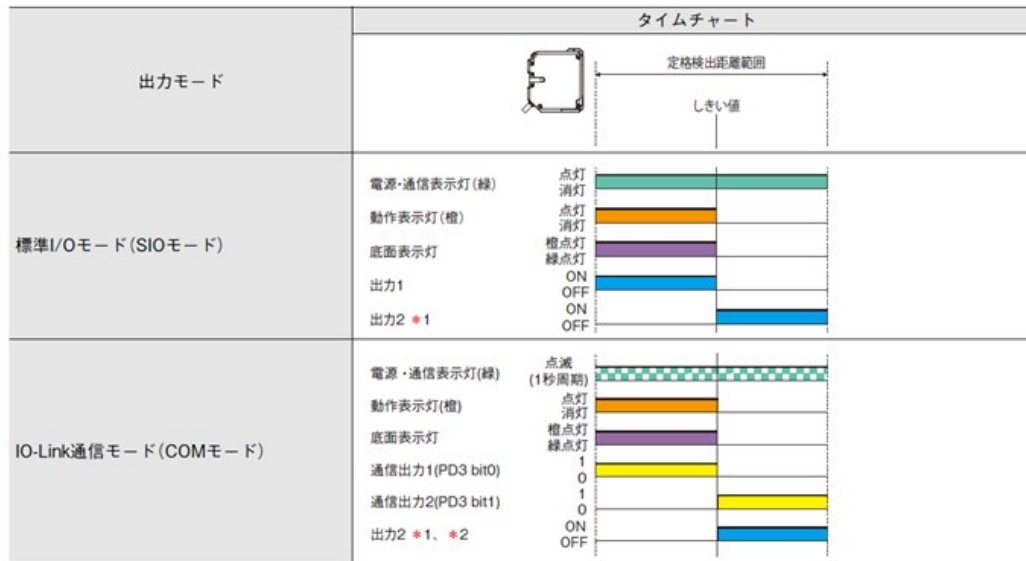 タイムチャート
出力モード
定格検出距離範囲
しきい値
標準I/Oモード(SIOモード)
電源・通信表示灯(緑)
点灯
消灯
動作表示灯(橙)
点灯
消灯
底面表示灯
橙点灯
緑点灯
出力1
ON
OFF
出力2 *1
ON
OFF
IO-Link通信モード(COMモード)
電源・通信表示灯(緑)
点滅
(1秒周期)
動作表示灯(橙)
点灯
消灯
底面表示灯
橙点灯
緑点灯
通信出力1(PD3 bit0)
1
0
通信出力2(PD3 bit1)
1
0
出力2 *1、*2
ON
OFF